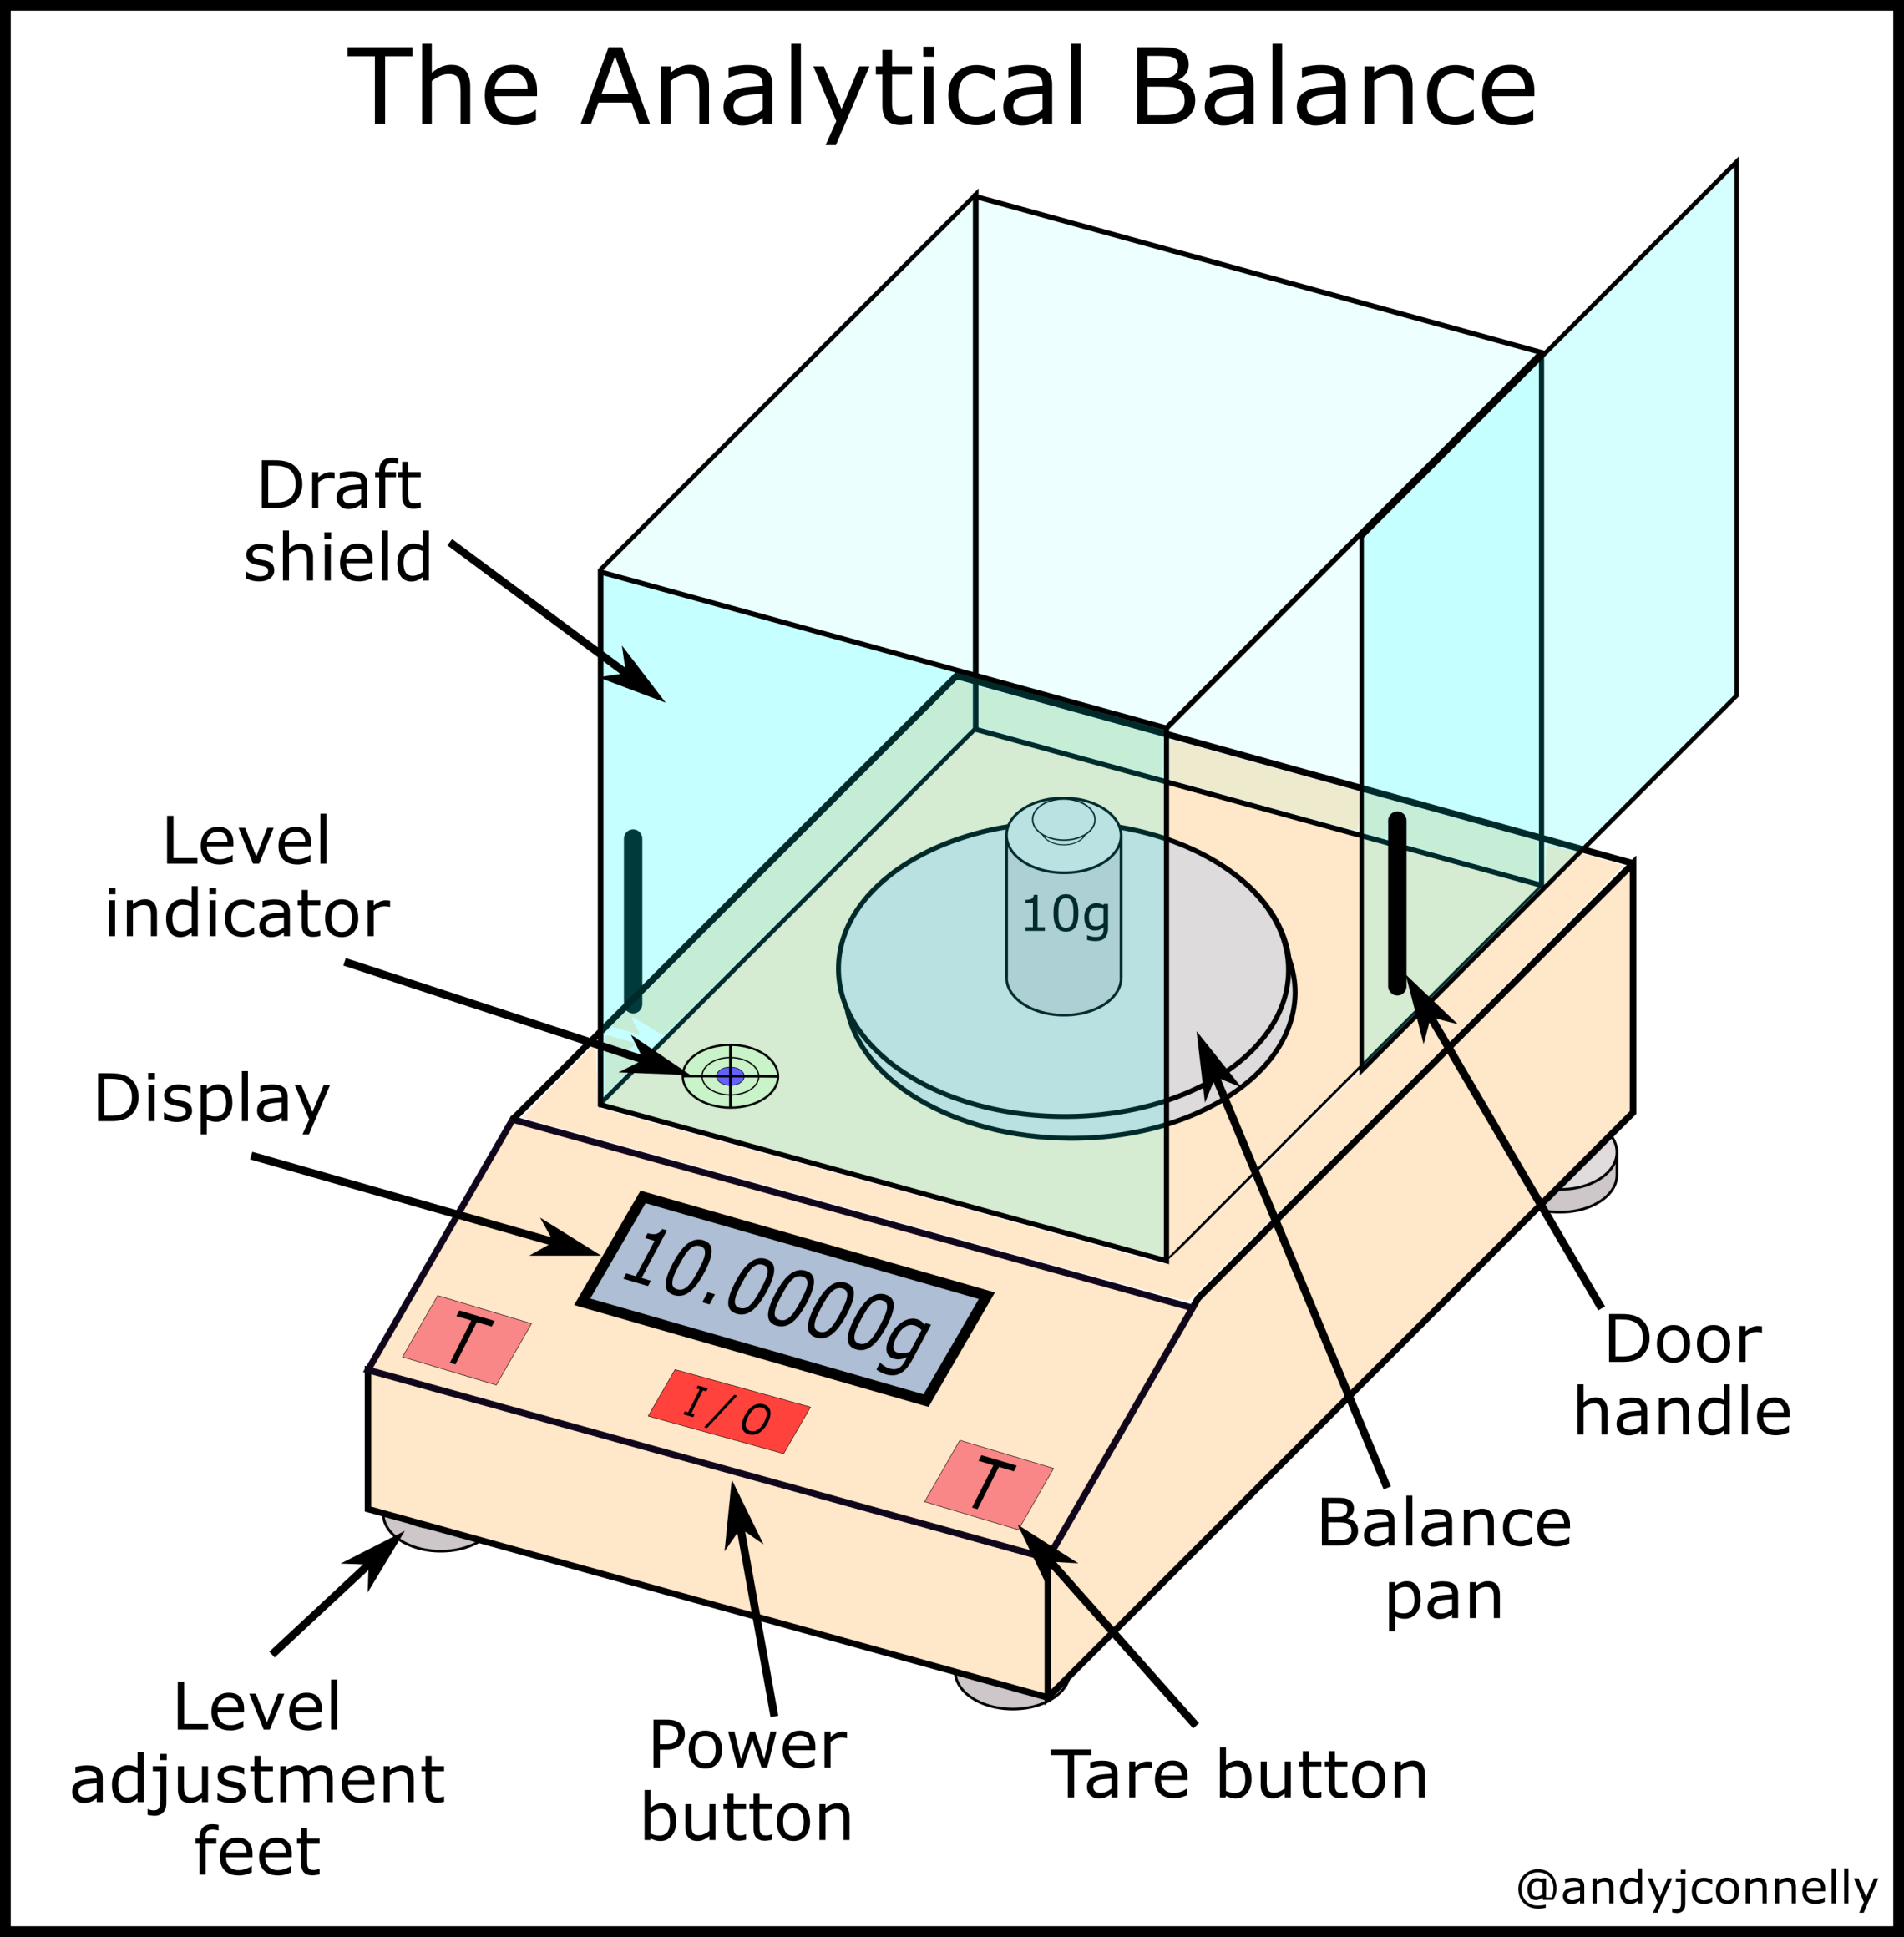 The Analytical Balance
Draft
shield
Level
indicator
10g
Display
10.0000g
T
I/O
T
Door
handle
Balance
pan
Level
adjustment
feet
Power
button
Tare button
@andyjconnelly